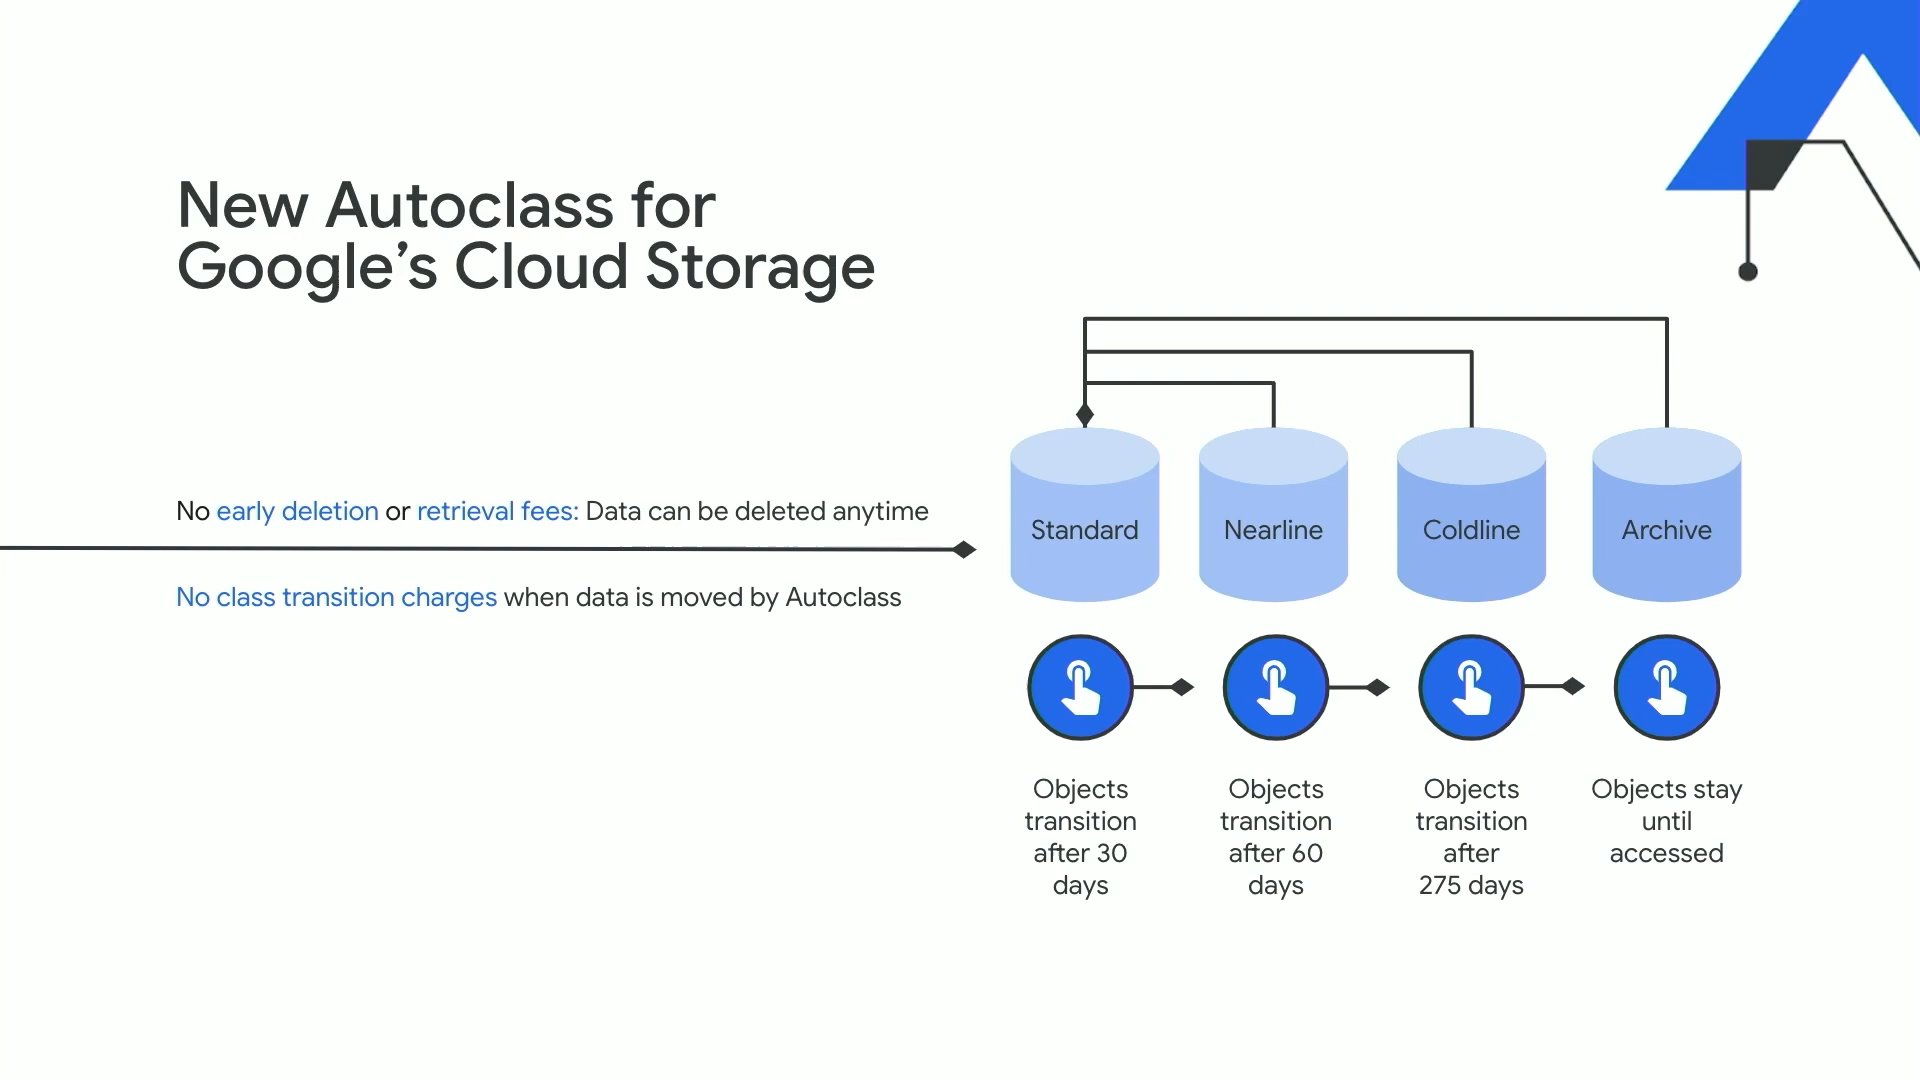 New Autoclass for
Google’s Cloud Storage
No early deletion or retrieval fees: Data can be deleted anytime
No class transition charges when data is moved by Autoclass
Standard
Nearline
Coldline
Archive
Objects
transition
after 30
days
Objects
transition
after 60
days
Objects
transition
after
275 days
Objects stay
until
accessed